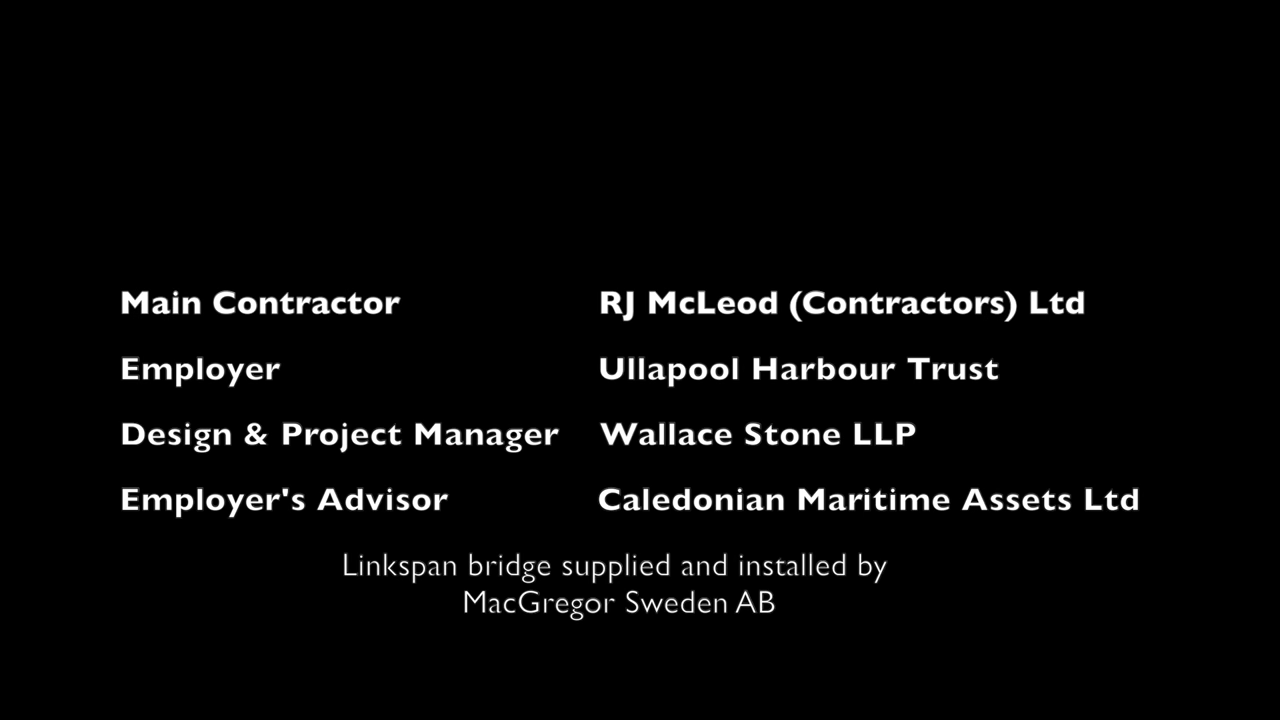 Main Contractor RJ McLeod (Contractors) Ltd
Employer Ullapool Harbour Trust
Design & Project Manager Wallace Stone LLP
Employer's Advisor Caledonian Maritime Assets Ltd
Linkspan bridge supplied and installed by
MacGregor Sweden AB